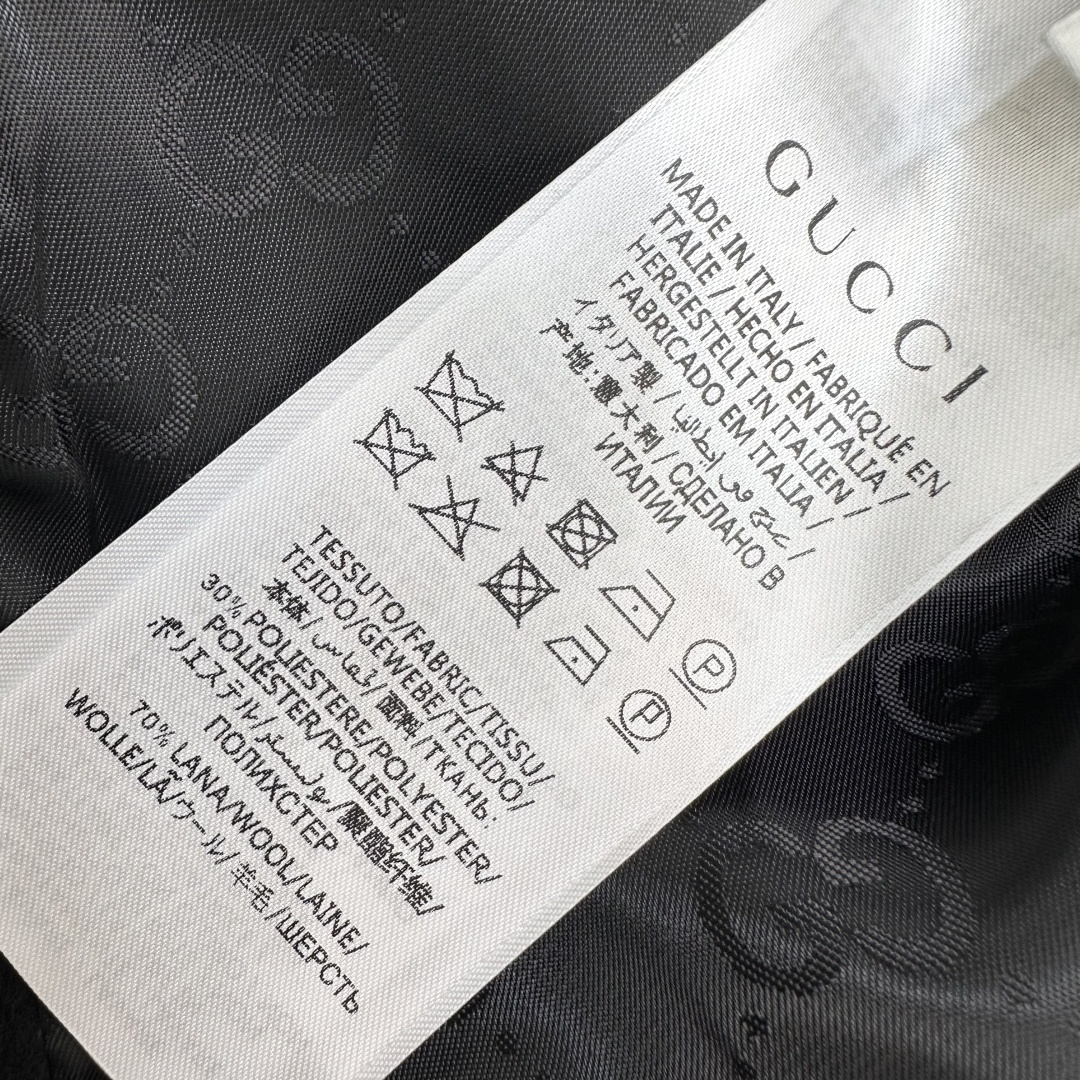 GUCCI
MADE IN ITALY / FABRIQUÉ EN
ITALIE / HECHO EN ITALIA /
HERGESTELLT IN ITALIEN /
FABRICADO EM ITALIA /
イタリア製 / في إيطاليا /
产地: 意大利 / СДЕЛАНО В
ИТАЛИИ
P
P
TESSUTO/FABRIC/TISSU/
TEJIDO/GEWEBE/TECIDO/
本体/قماش/面料/ТКАНЬ:
30% POLIESTERE/POLYESTER/
POLIÉSTER/POLIESTER/
ポリエステル/بوليستر/聚酯纤维/
ПОЛИХСТЕР
70% LANA/WOOL/LAINE/
WOLLE/LÃ/ウール/羊毛/ШЕРСТЬ